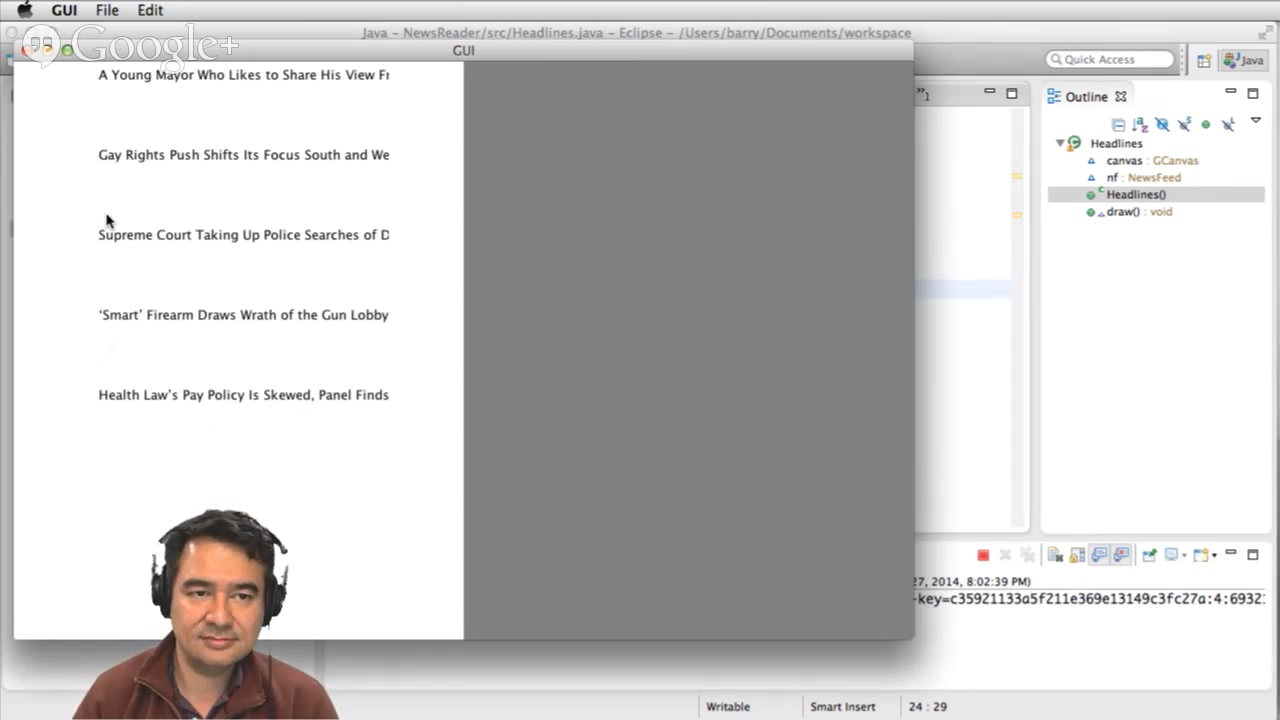 GUI File Edit
Google+
Java - NewsReader/src/Headlines.java - Eclipse - /Users/barry/Documents/workspace
GUI
Quick Access
Java
A Young Mayor Who Likes to Share His View Fr
Gay Rights Push Shifts Its Focus South and We
Supreme Court Taking Up Police Searches of D
‘Smart’ Firearm Draws Wrath of the Gun Lobby
Health Law’s Pay Policy Is Skewed, Panel Finds
"1
Outline
Headlines
canvas : GCanvas
nf : NewsFeed
Headlines()
draw() : void
27, 2014, 8:02:39 PM)
-key=c35921133a5f211e369e13149c3fc27a:4:6932
Writable
Smart Insert
24 : 29